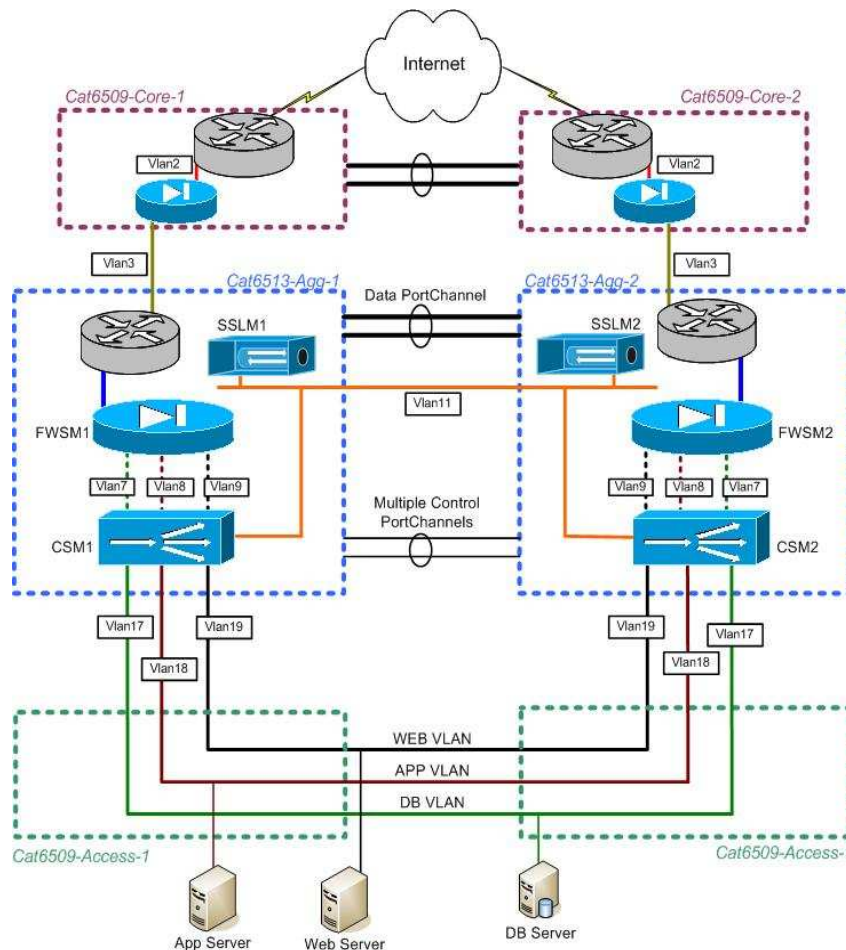 Internet
Cat6509-Core-1
Cat6509-Core-2
Vlan2
Vlan2
Vlan3
Vlan3
Cat6513-Agg-1
Cat6513-Agg-2
Data PortChannel
SSLM1
SSLM2
Vlan11
FWSM1
FWSM2
Vlan7
Vlan8
Vlan9
Vlan9
Vlan8
Vlan7
Multiple Control
PortChannels
CSM1
CSM2
Vlan17
Vlan19
Vlan19
Vlan17
Vlan18
Vlan18
WEB VLAN
APP VLAN
DB VLAN
Cat6509-Access-1
Cat6509-Access-
App Server
Web Server
DB Server